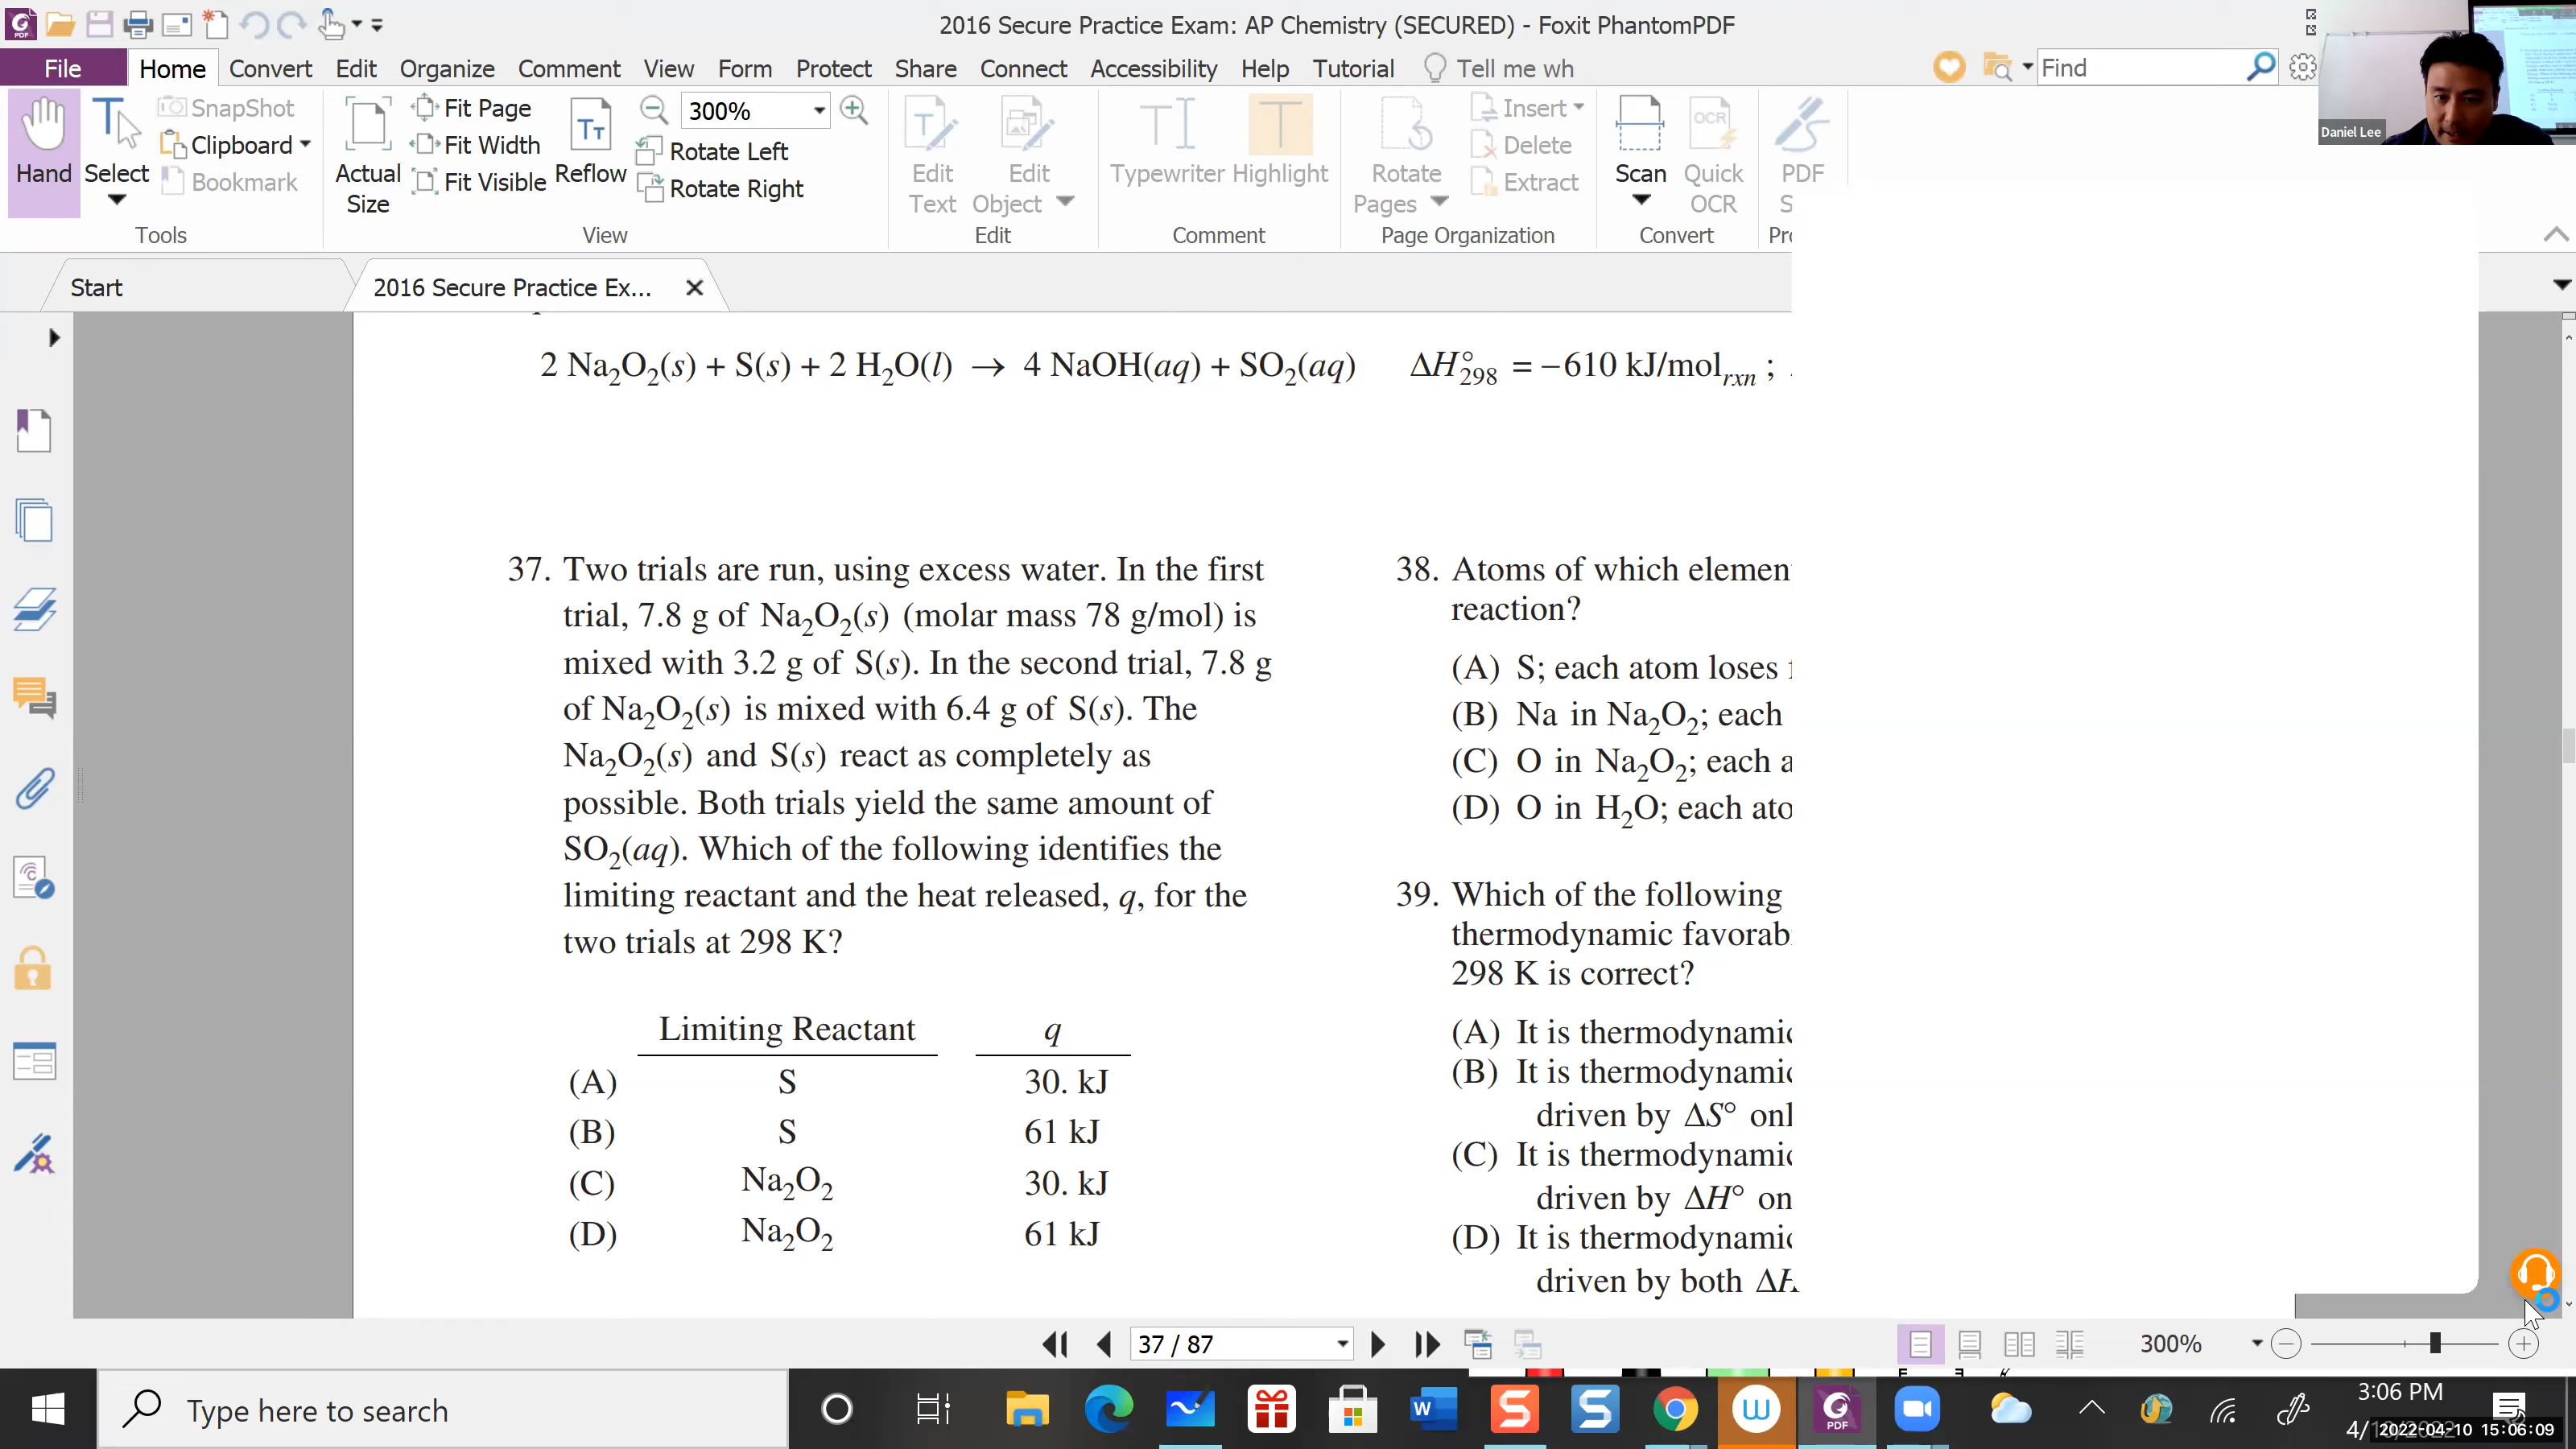 2016 Secure Practice Exam: AP Chemistry (SECURED) - Foxit PhantomPDF
File Home Convert Edit Organize Comment View Form Protect Share Connect Accessibility Help Tutorial Tell me wh Find
Daniel Lee
Hand
Select
SnapShot
Clipboard
Bookmark
Tools
Actual Size
Fit Page
Fit Width
Fit Visible
Reflow
300%
Rotate Left
Rotate Right
View
Edit Text
Edit Object
Edit
Typewriter
Highlight
Comment
Rotate Pages
Insert
Delete
Extract
Page Organization
Scan
Quick OCR
Convert
PDF
Start
2016 Secure Practice Ex...
2 Na₂O₂(s) + S(s) + 2 H₂O(l) → 4 NaOH(aq) + SO₂(aq) ΔH°₂₉₈ = −610 kJ/molᵣₓₙ ;
37. Two trials are run, using excess water. In the first
trial, 7.8 g of Na₂O₂(s) (molar mass 78 g/mol) is
mixed with 3.2 g of S(s). In the second trial, 7.8 g
of Na₂O₂(s) is mixed with 6.4 g of S(s). The
Na₂O₂(s) and S(s) react as completely as
possible. Both trials yield the same amount of
SO₂(aq). Which of the following identifies the
limiting reactant and the heat released, q, for the
two trials at 298 K?
Limiting Reactant q
(A) S 30. kJ
(B) S 61 kJ
(C) Na₂O₂ 30. kJ
(D) Na₂O₂ 61 kJ
38. Atoms of which elemen
reaction?
(A) S; each atom loses
(B) Na in Na₂O₂; each
(C) O in Na₂O₂; each a
(D) O in H₂O; each ato
39. Which of the following
thermodynamic favorab
298 K is correct?
(A) It is thermodynamic
(B) It is thermodynamic
driven by ΔS° onl
(C) It is thermodynamic
driven by ΔH° on
(D) It is thermodynamic
driven by both ΔH
37 / 87
300%
Type here to search
3:06 PM
2022-04-10 15:06:09